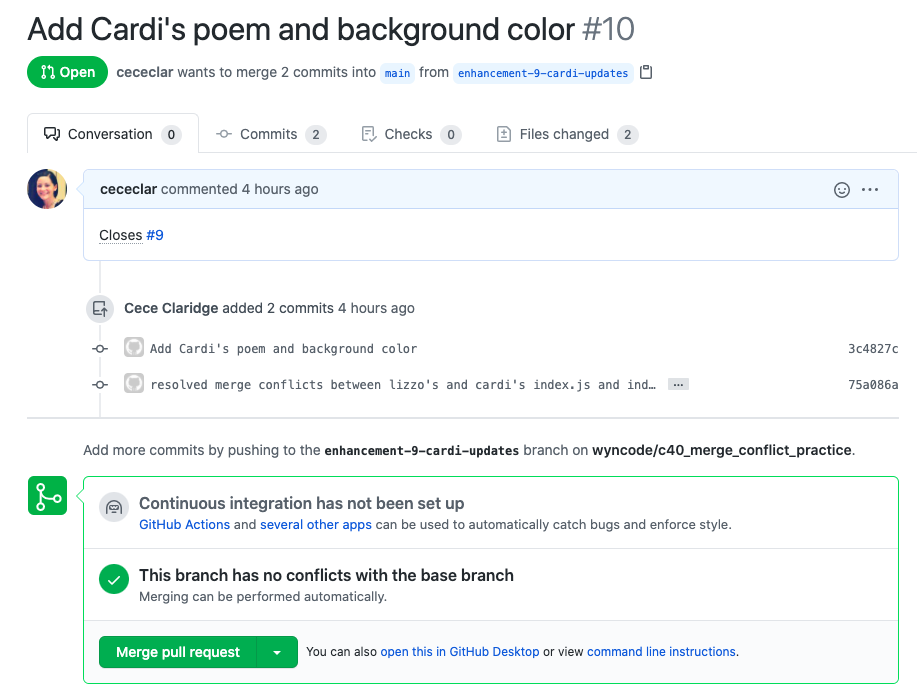 Add Cardi's poem and background color #10
Open cececlar wants to merge 2 commits into main from enhancement-9-cardi-updates
Conversation 0 Commits 2 Checks 0 Files changed 2
cececlar commented 4 hours ago
Closes #9
Cece Claridge added 2 commits 4 hours ago
Add Cardi's poem and background color 3c4827c
resolved merge conflicts between lizzo's and cardi's index.js and ind… … 75a086a
Add more commits by pushing to the enhancement-9-cardi-updates branch on wyncode/c40_merge_conflict_practice.
Continuous integration has not been set up
GitHub Actions and several other apps can be used to automatically catch bugs and enforce style.
This branch has no conflicts with the base branch
Merging can be performed automatically.
Merge pull request You can also open this in GitHub Desktop or view command line instructions.